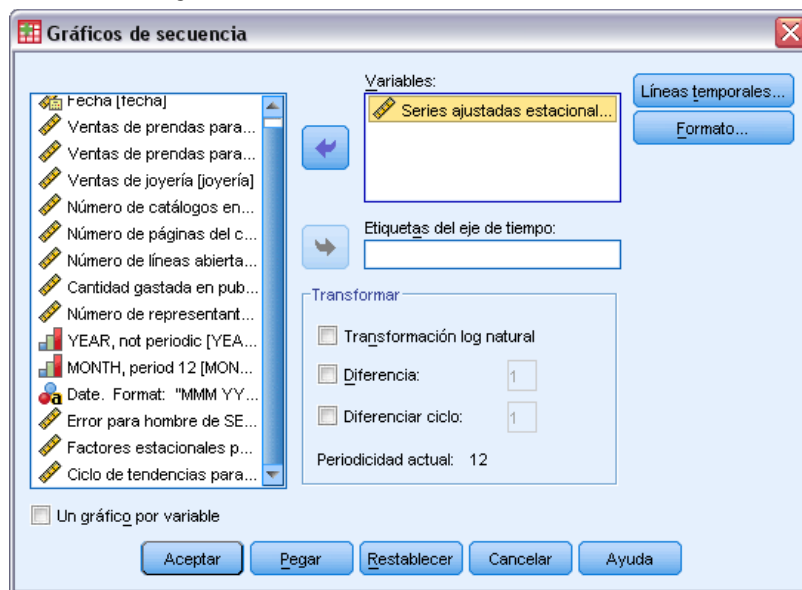 Gráficos de secuencia
Fecha [fecha]
Ventas de prendas para...
Ventas de prendas para...
Ventas de joyería [joyería]
Número de catálogos en...
Número de páginas del c...
Número de líneas abierta...
Cantidad gastada en pub...
Número de representant...
YEAR, not periodic [YEA...
MONTH, period 12 [MON...
Date. Format: "MMM YY...
Error para hombre de SE...
Factores estacionales p...
Ciclo de tendencias para...
Variables:
Series ajustadas estacional...
Etiquetas del eje de tiempo:
Transformar
Transformación log natural
Diferencia: 1
Diferenciar ciclo: 1
Periodicidad actual: 12
Líneas temporales...
Formato...
Un gráfico por variable
Aceptar Pegar Restablecer Cancelar Ayuda